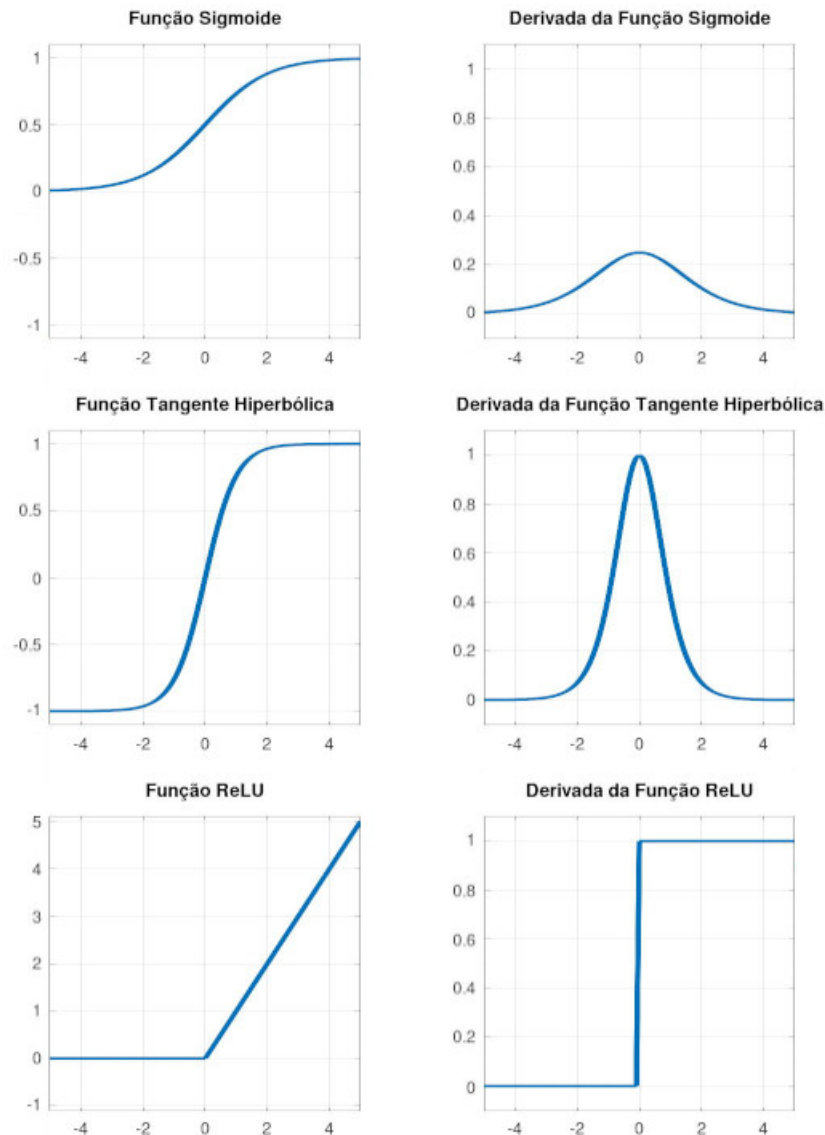 Função Sigmoide
1
0.5
0
-0.5
-1
-4 -2 0 2 4
Derivada da Função Sigmoide
1
0.8
0.6
0.4
0.2
0
-4 -2 0 2 4
Função Tangente Hiperbólica
1
0.5
0
-0.5
-1
-4 -2 0 2 4
Derivada da Função Tangente Hiperbólica
1
0.8
0.6
0.4
0.2
0
-4 -2 0 2 4
Função ReLU
5
4
3
2
1
0
-1
-4 -2 0 2 4
Derivada da Função ReLU
1
0.8
0.6
0.4
0.2
0
-4 -2 0 2 4